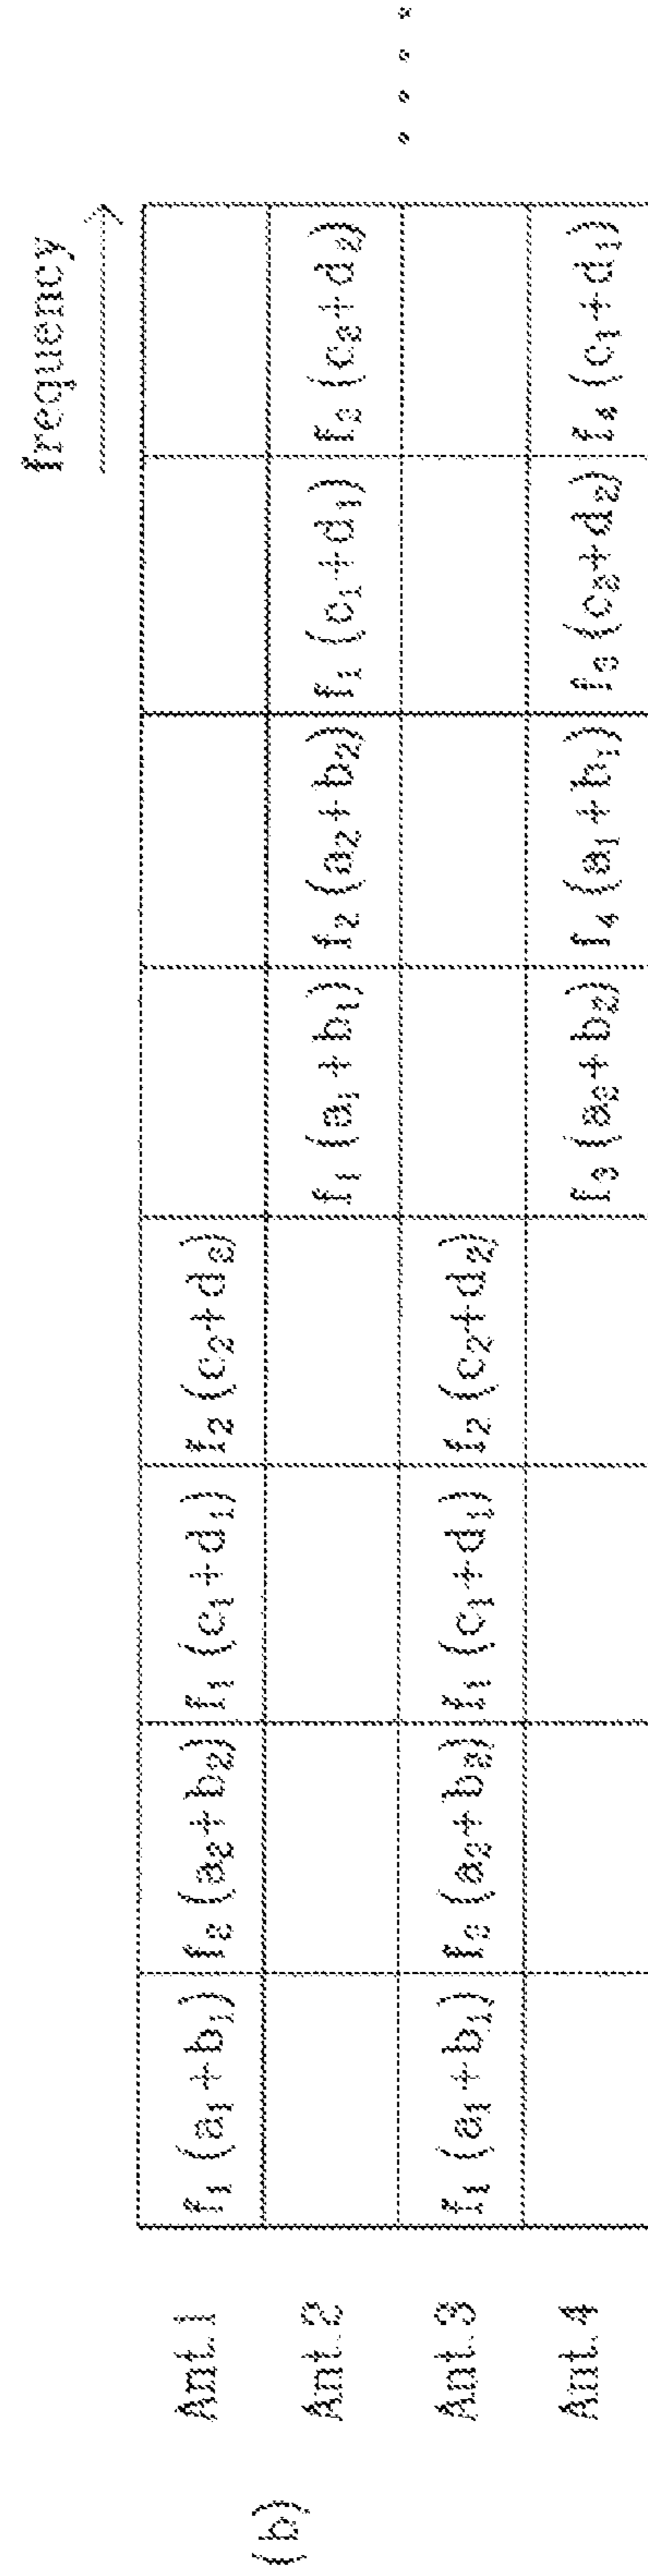 frequency
(b)
Ant.1 f₁ (a₁+b₁) f₂ (a₂+b₂) f₁ (c₁+d₁) f₂ (c₂+d₂)
Ant.2 f₁ (a₁+b₁) f₂ (a₂+b₂) f₁ (c₁+d₁) f₂ (c₂+d₂)
Ant.3 f₁ (a₁+b₁) f₂ (a₂+b₂) f₁ (c₁+d₁) f₂ (c₂+d₂)
Ant.4 f₃ (a₂+b₂) f₄ (a₁+b₁) f₃ (c₂+d₂) (c₁+d₁)